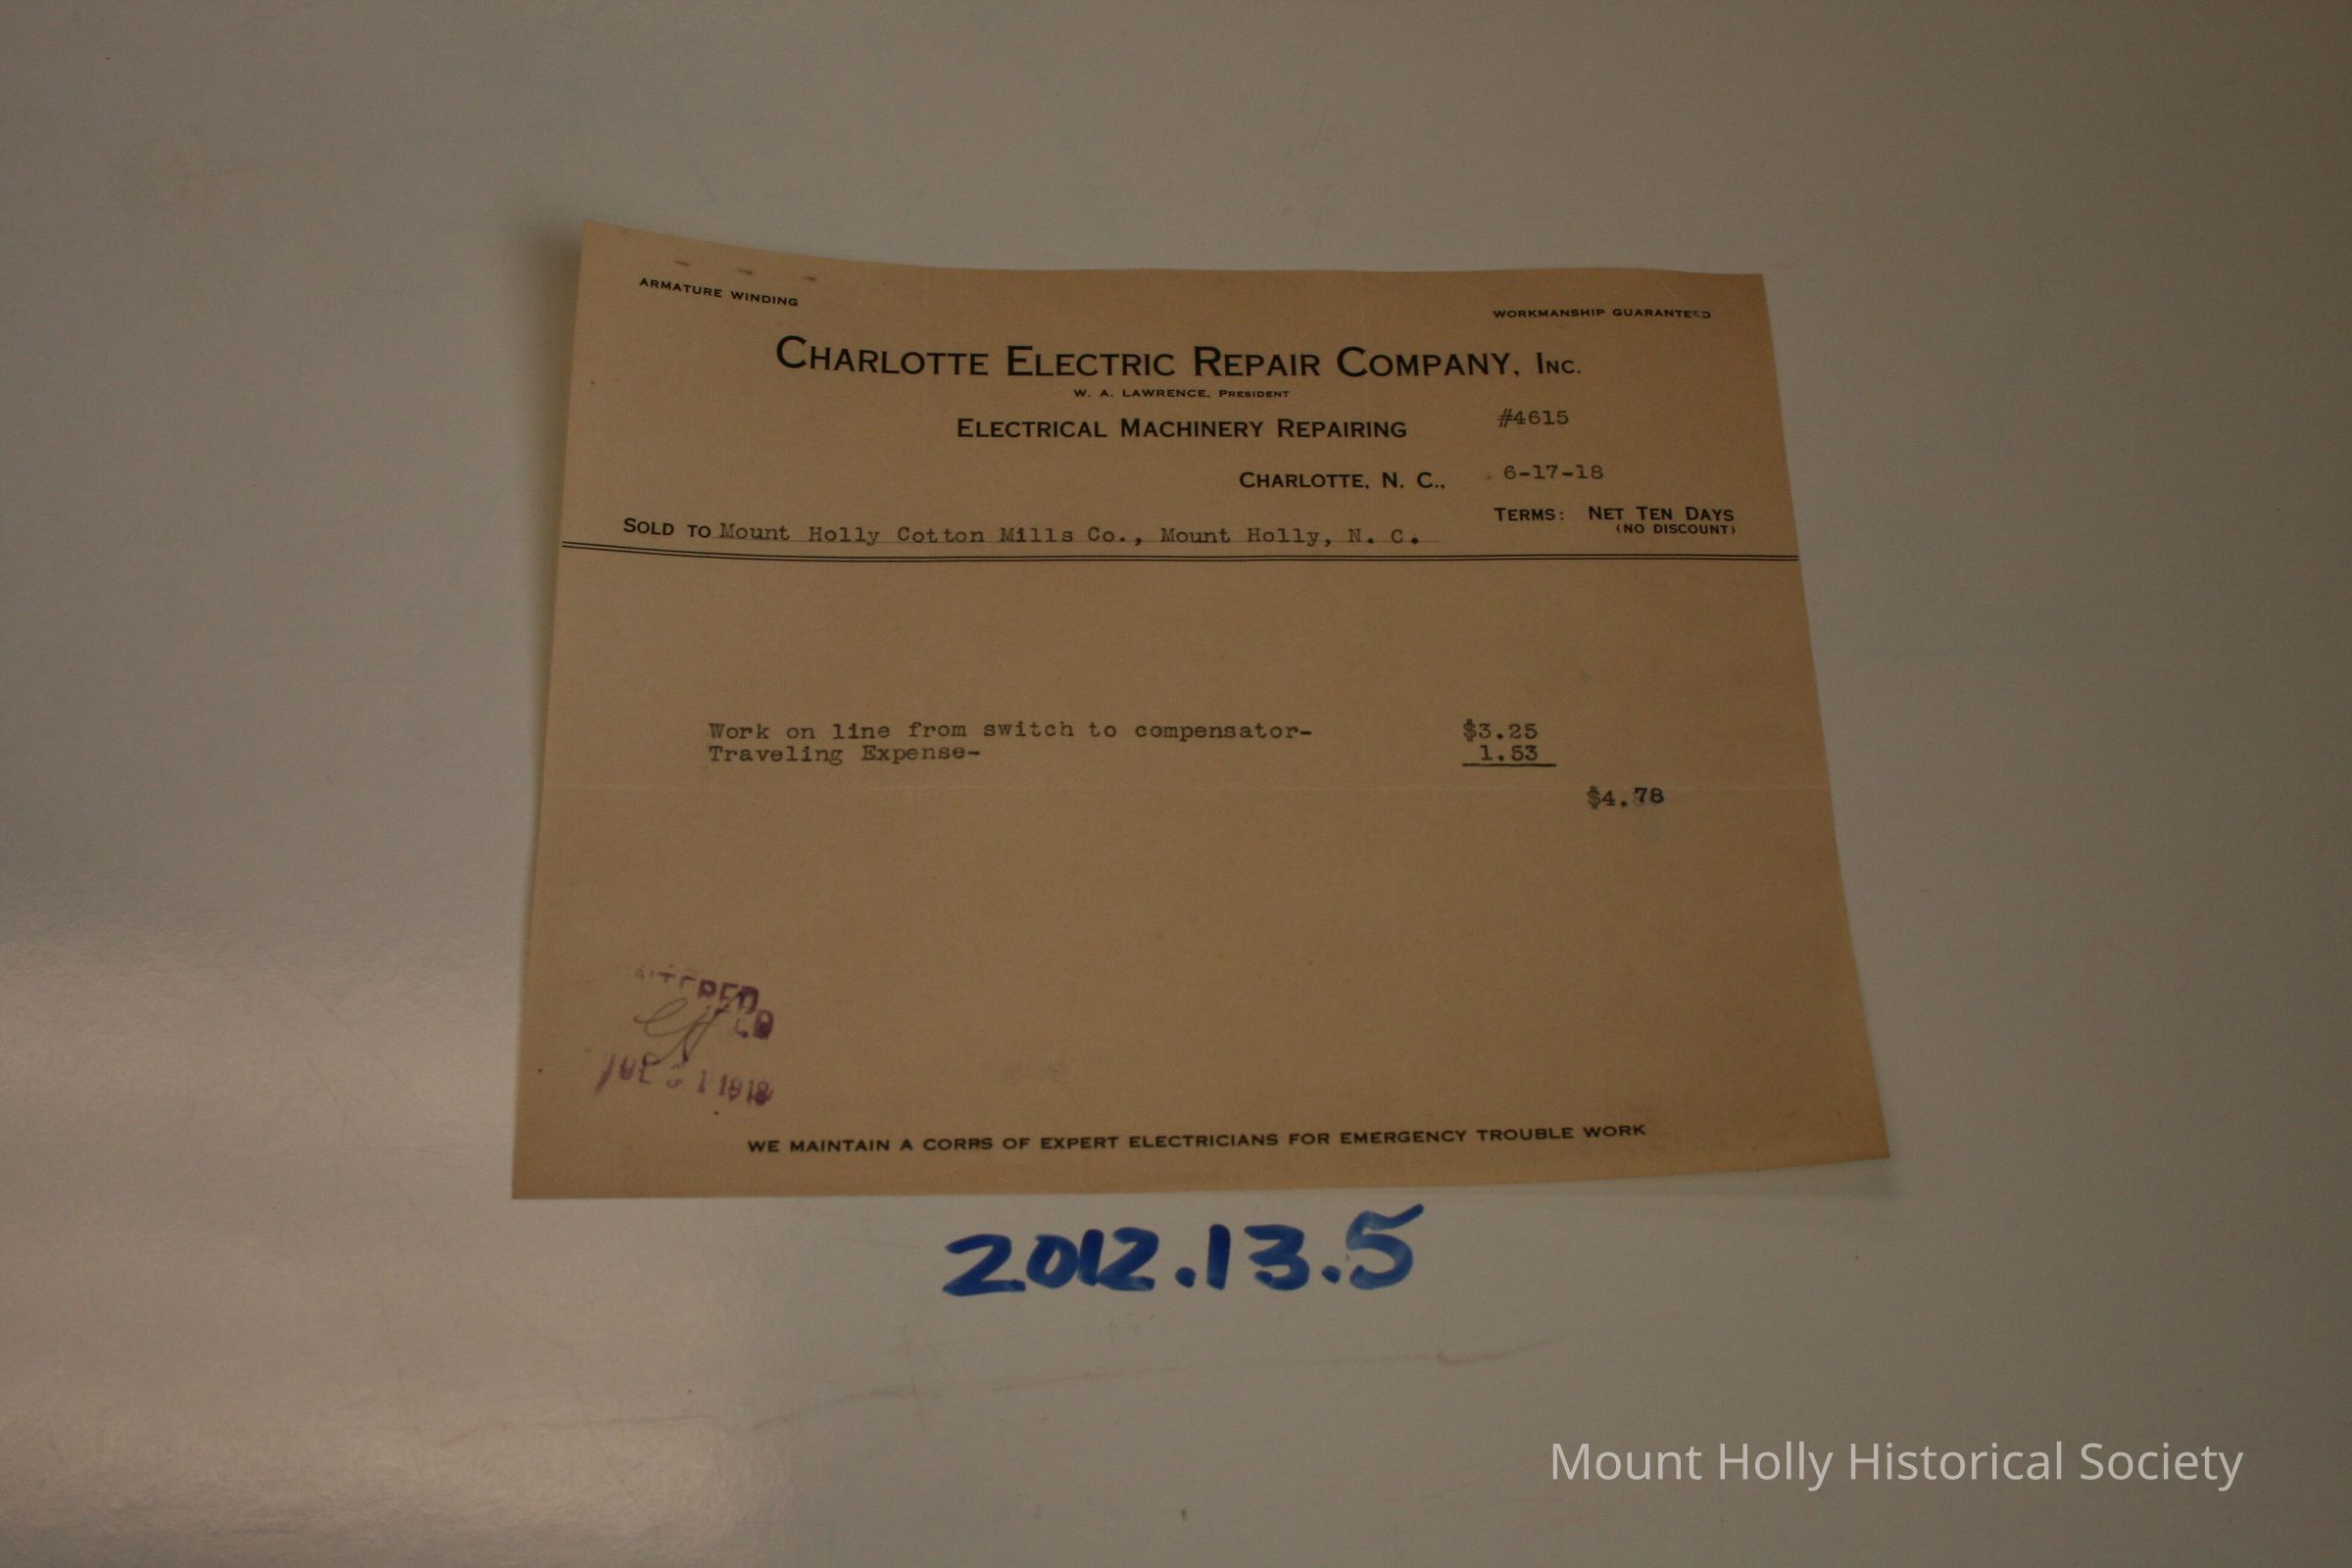 ARMATURE WINDING
WORKMANSHIP GUARANTEED
CHARLOTTE ELECTRIC REPAIR COMPANY, INC.
W. A. LAWRENCE, PRESIDENT
ELECTRICAL MACHINERY REPAIRING
#4615
CHARLOTTE, N. C., 6-17-18
TERMS: NET TEN DAYS
(NO DISCOUNT)
SOLD TO Mount Holly Cotton Mills Co., Mount Holly, N. C.
Work on line from switch to compensator- $3.25
Traveling Expense- 1.53
$4.78
1918
WE MAINTAIN A CORPS OF EXPERT ELECTRICIANS FOR EMERGENCY TROUBLE WORK
2012.13.5
Mount Holly Historical Society